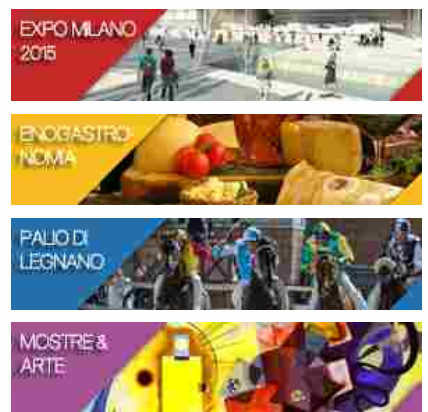 EXPO MILANO
2015
ENOGASTRO-
NOMIA
PALIO DI
LEGNANO
MOSTRE &
ARTE